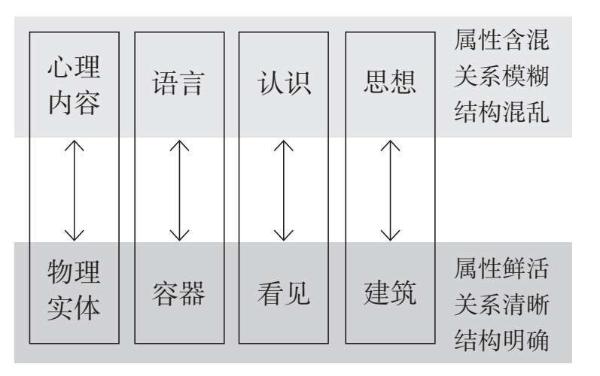 心理
内容
语言
认识
思想
属性含混
关系模糊
结构混乱
物理
实体
容器
看见
建筑
属性鲜活
关系清晰
结构明确